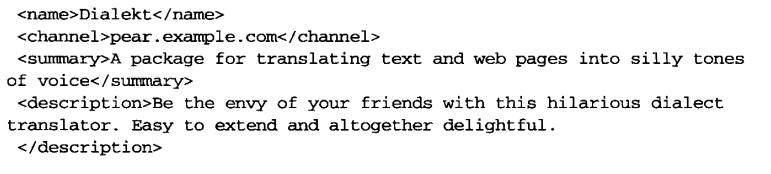 <name>Dialekt</name>
<channel>pear.example.com</channel>
<summary>A package for translating text and web pages into silly tones
of voice</summary>
<description>Be the envy of your friends with this hilarious dialect
translator. Easy to extend and altogether delightful.
</description>